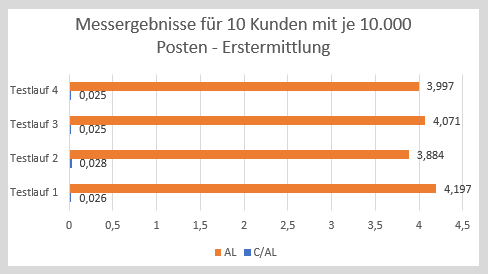 Messergebnisse für 10 Kunden mit je 10.000
Posten - Erstermittlung
Testlauf 4
3,997
0,025
Testlauf 3
4,071
0,025
Testlauf 2
3,884
0,028
Testlauf 1
4,197
0,026
0 0,5 1 1,5 2 2,5 3 3,5 4 4,5
AL C/AL